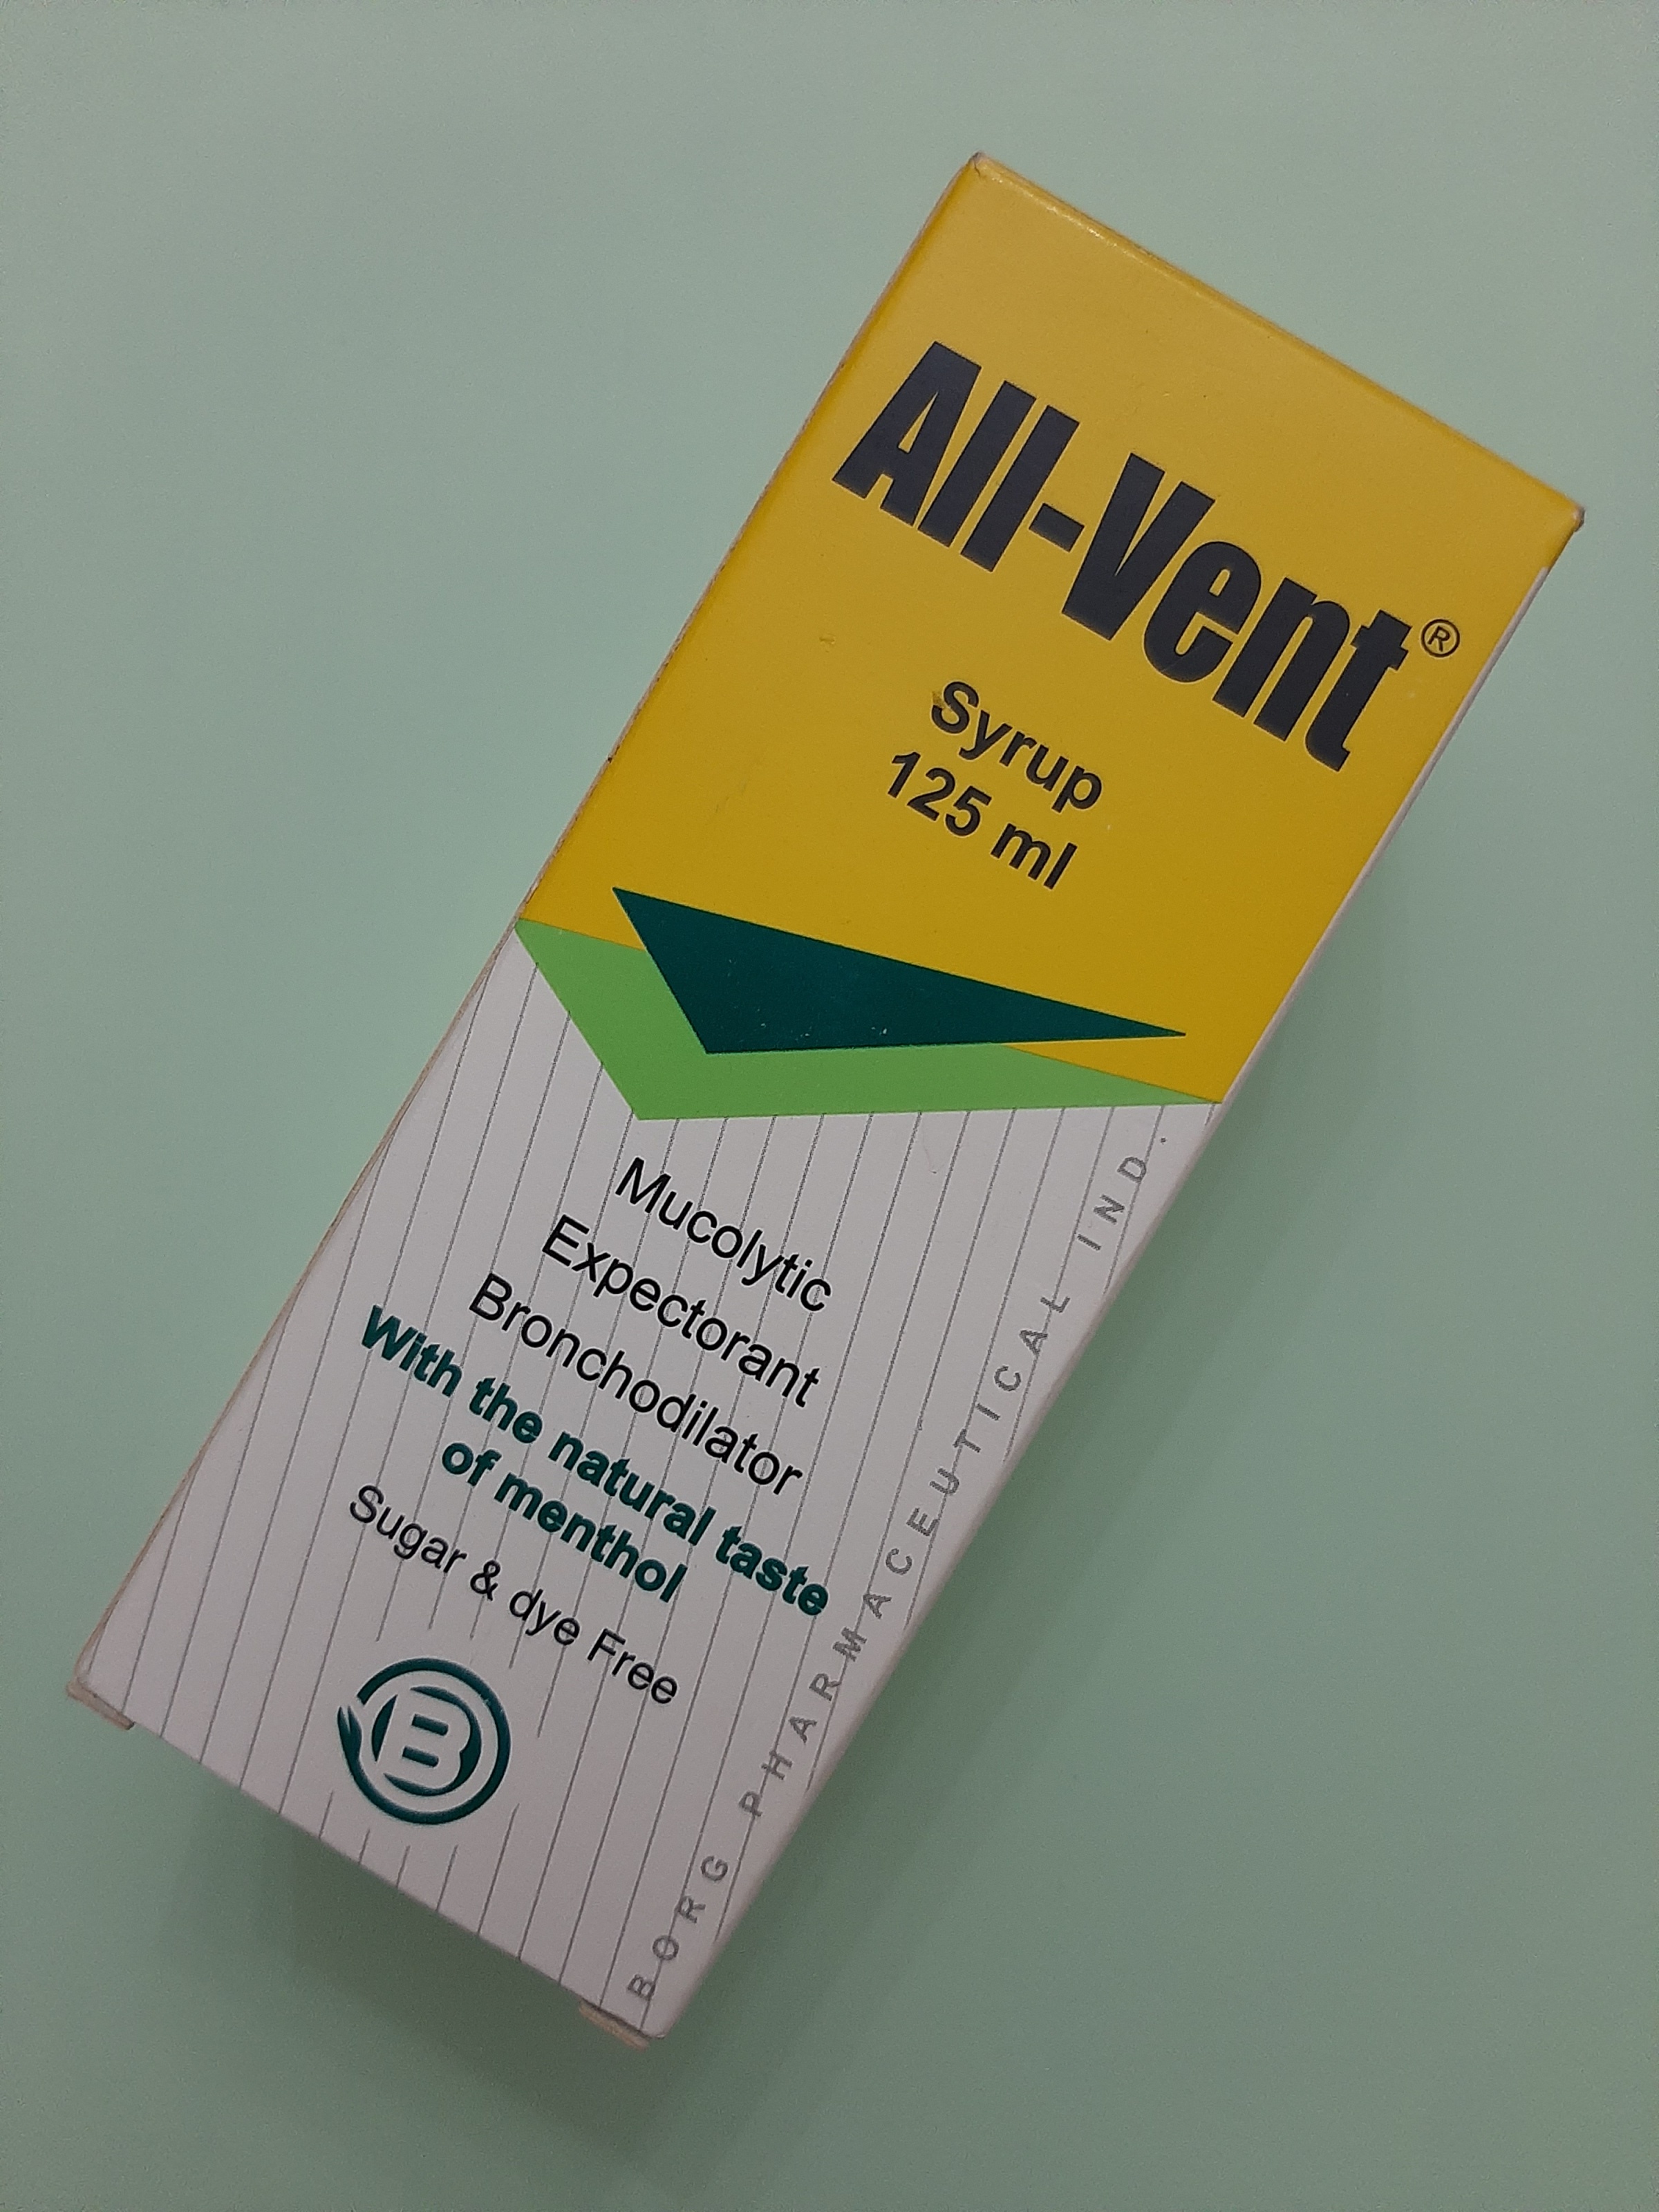 All-Vent®
Syrup
125 ml
Mucolytic
Expectorant
Bronchodilator
With the natural taste
of menthol
Sugar & dye Free
B
BORG PHARMACEUTICAL IND.